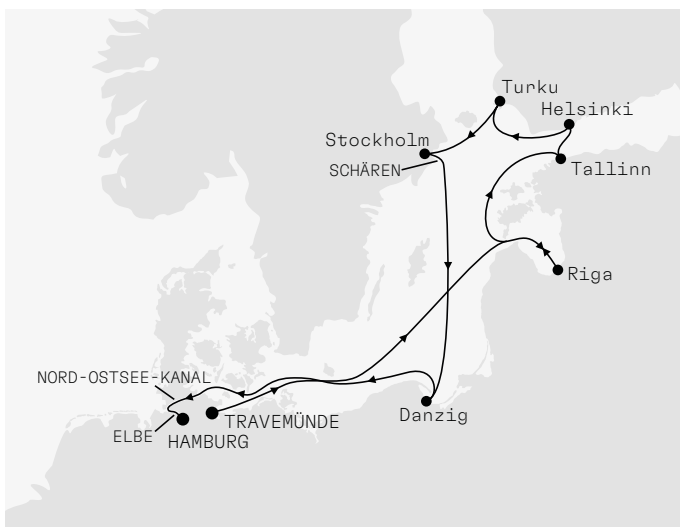 Turku
Helsinki
Stockholm
SCHÄREN
Tallinn
Riga
NORD-OSTSEE-KANAL
Danzig
TRAVEMÜNDE
ELBE
HAMBURG